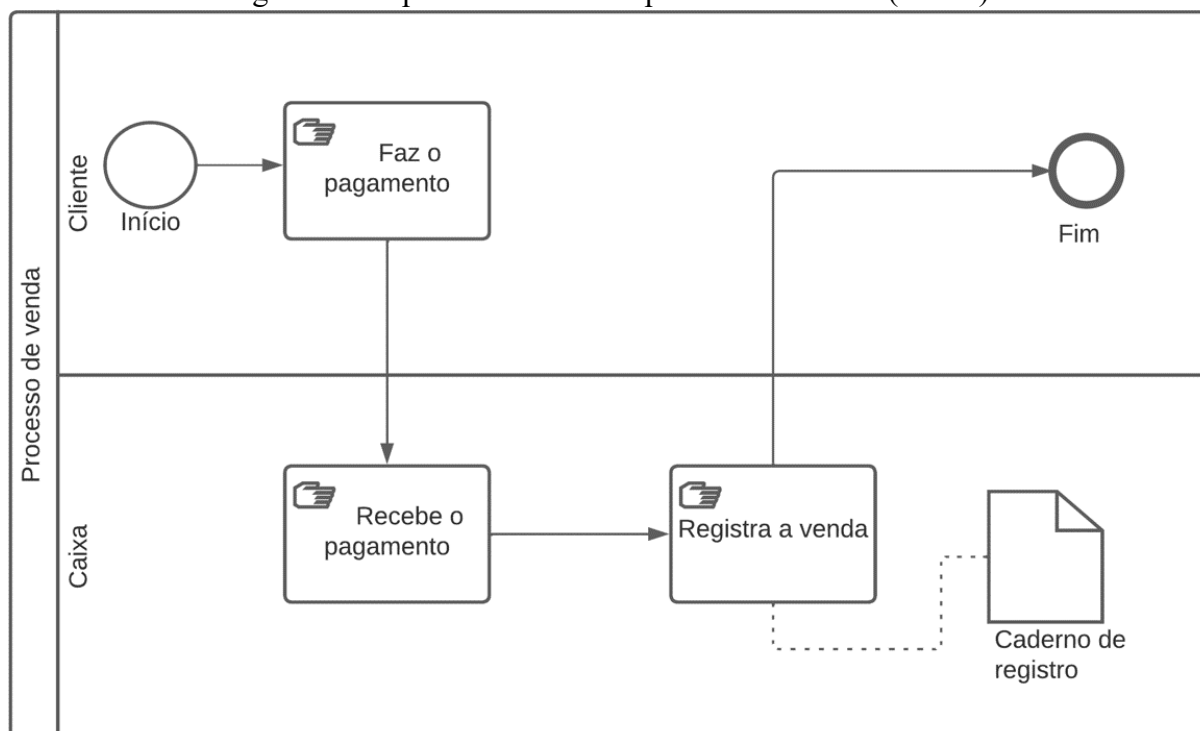 Processo de venda
Cliente
Início
Faz o
pagamento
Fim
Caixa
Recebe o
pagamento
Registra a venda
Caderno de
registro